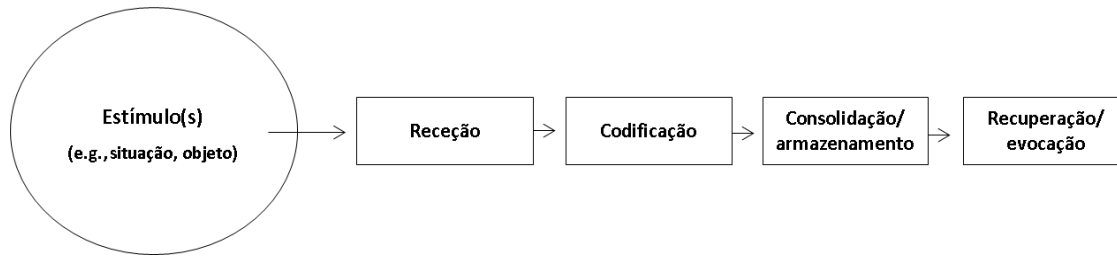 Estímulo(s)
(e.g.,situação, objeto)
Receção
Codificação
Consolidação/
armazenamento
Recuperação/
evocação